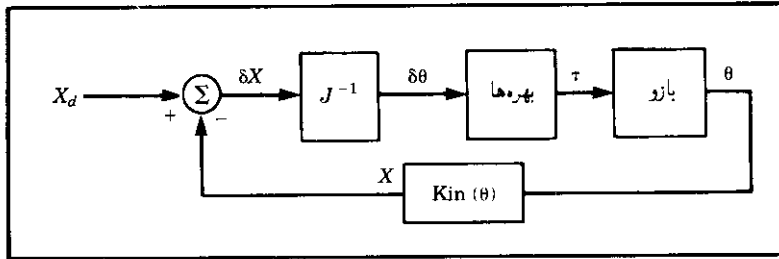 X_d
+
−
Σ
δX
J⁻¹
δθ
بهره‌ها
τ
بازو
θ
X
Kin (θ)